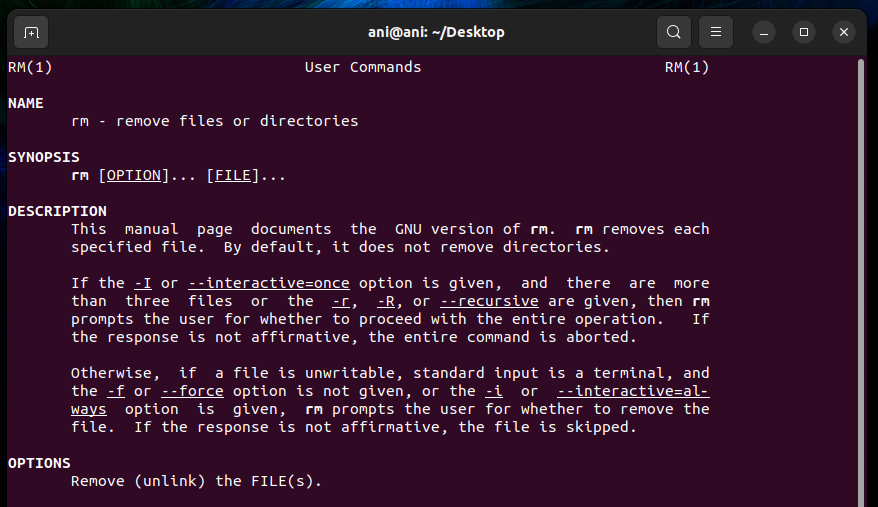 ani@ani: ~/Desktop
RM(1) User Commands RM(1)
NAME
rm - remove files or directories
SYNOPSIS
rm [OPTION]... [FILE]...
DESCRIPTION
This manual page documents the GNU version of rm. rm removes each
specified file. By default, it does not remove directories.
If the -I or --interactive=once option is given, and there are more
than three files or the -r, -R, or --recursive are given, then rm
prompts the user for whether to proceed with the entire operation. If
the response is not affirmative, the entire command is aborted.
Otherwise, if a file is unwritable, standard input is a terminal, and
the -f or --force option is not given, or the -i or --interactive=al-
ways option is given, rm prompts the user for whether to remove the
file. If the response is not affirmative, the file is skipped.
OPTIONS
Remove (unlink) the FILE(s).